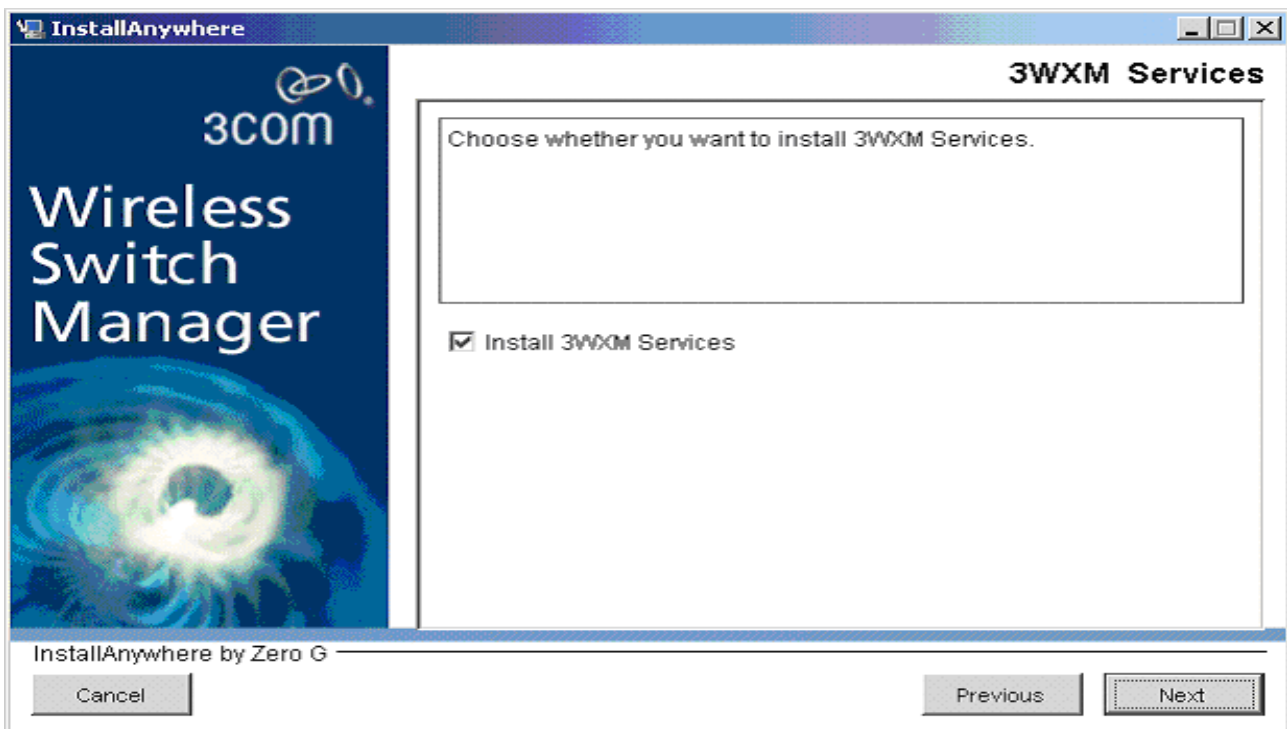 InstallAnywhere
3WXM Services
3COM
Wireless
Switch
Manager
Choose whether you want to install 3WXM Services.
Install 3WXM Services
InstallAnywhere by Zero G
Cancel
Previous
Next